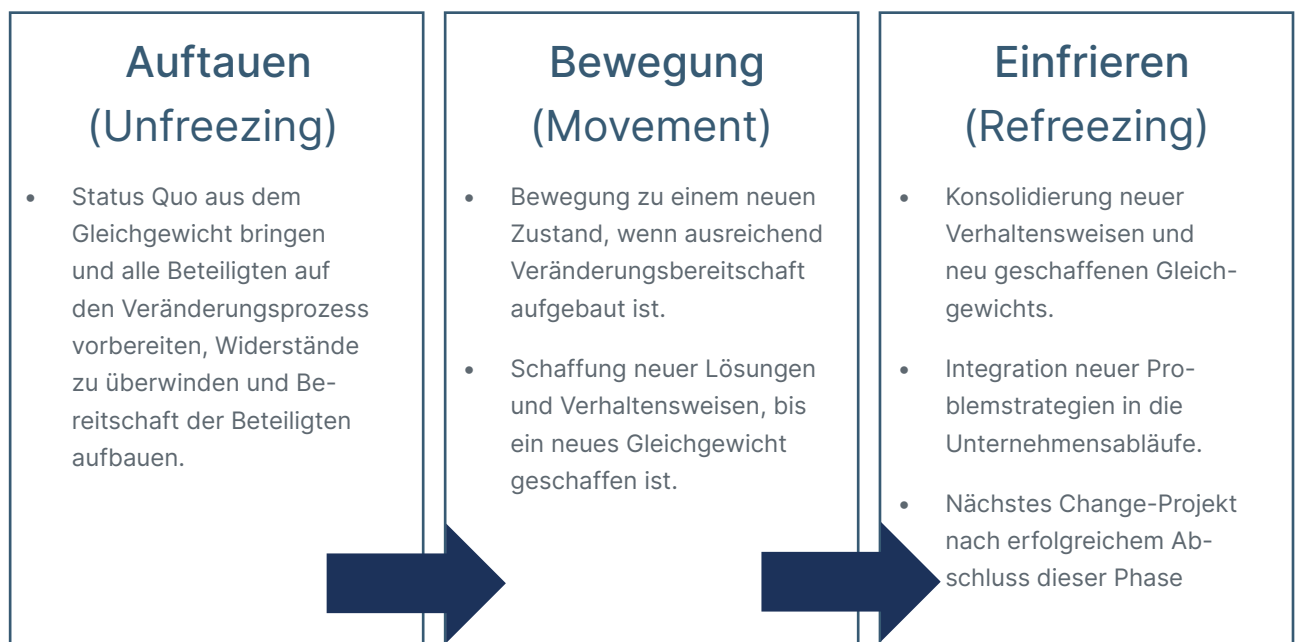 Auftauen
(Unfreezing)
• Status Quo aus dem
Gleichgewicht bringen
und alle Beteiligten auf
den Veränderungsprozess
vorbereiten, Widerstände
zu überwinden und Be-
reitschaft der Beteiligten
aufbauen.
Bewegung
(Movement)
• Bewegung zu einem neuen
Zustand, wenn ausreichend
Veränderungsbereitschaft
aufgebaut ist.
• Schaffung neuer Lösungen
und Verhaltensweisen, bis
ein neues Gleichgewicht
geschaffen ist.
Einfrieren
(Refreezing)
• Konsolidierung neuer
Verhaltensweisen und
neu geschaffenen Gleich-
gewichts.
• Integration neuer Pro-
blemstrategien in die
Unternehmensabläufe.
• Nächstes Change-Projekt
nach erfolgreichem Ab-
schluss dieser Phase